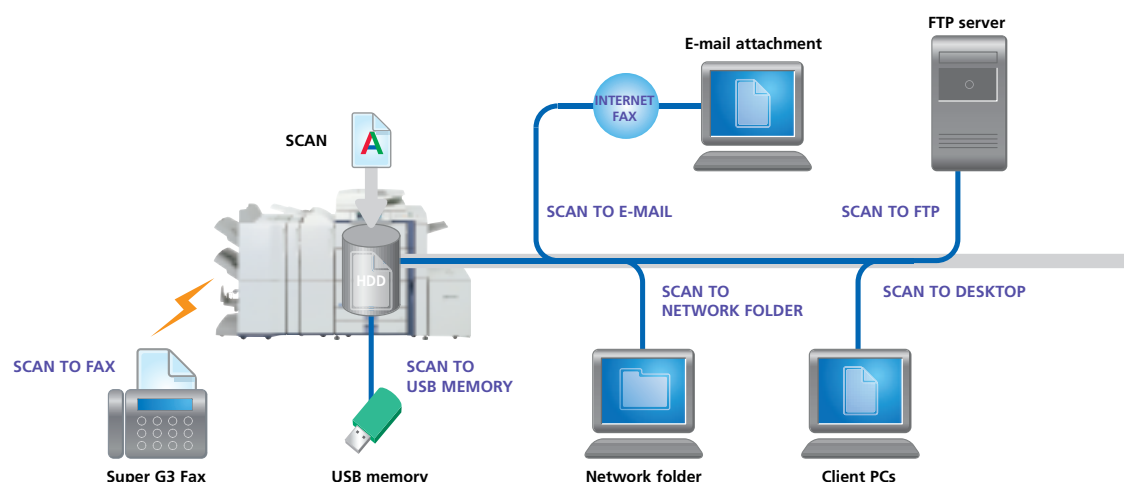 FTP server
E-mail attachment
INTERNET
FAX
SCAN
A
SCAN TO E-MAIL
SCAN TO FTP
HDD
SCAN TO
NETWORK FOLDER
SCAN TO DESKTOP
SCAN TO FAX
SCAN TO
USB MEMORY
Super G3 Fax
USB memory
Network folder
Client PCs